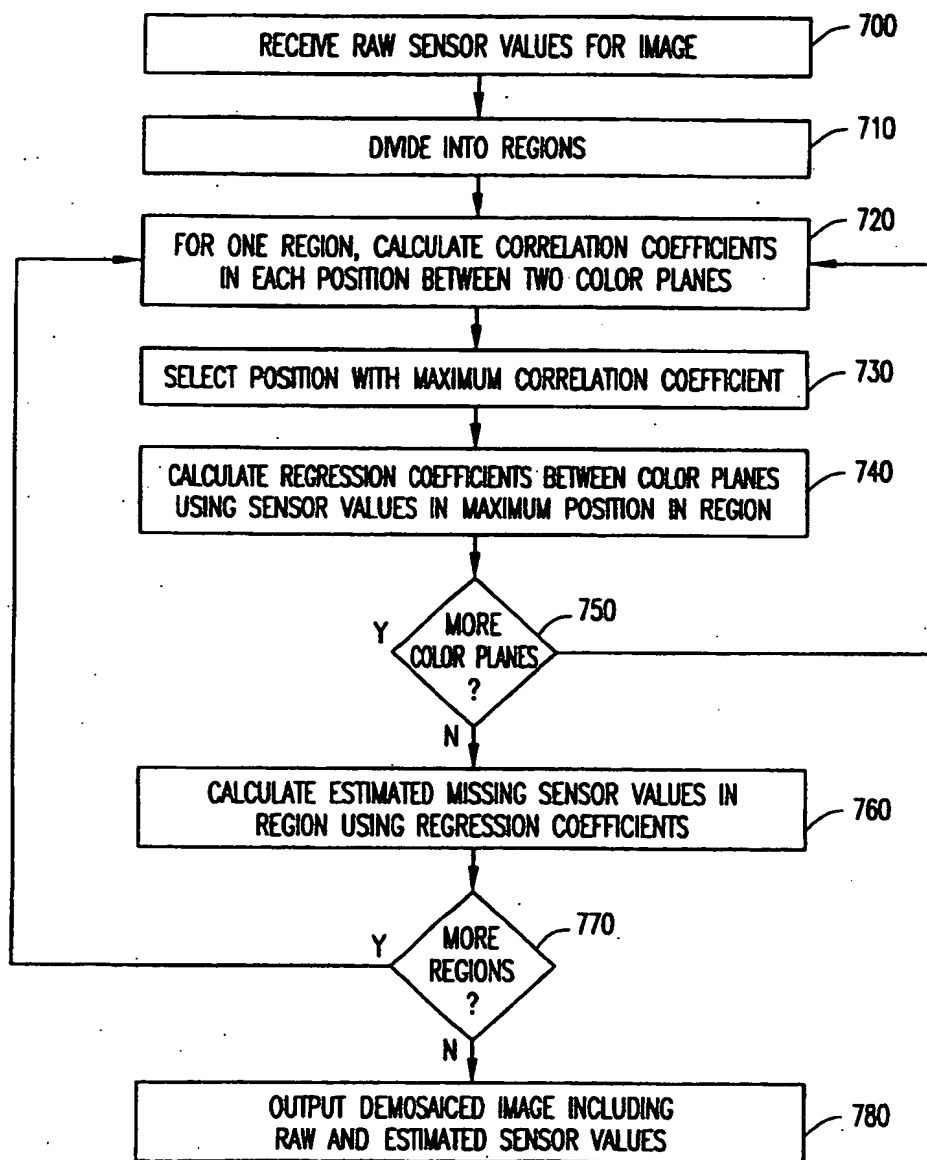 RECEIVE RAW SENSOR VALUES FOR IMAGE
700
DIVIDE INTO REGIONS
710
FOR ONE REGION, CALCULATE CORRELATION COEFFICIENTS
IN EACH POSITION BETWEEN TWO COLOR PLANES
720
SELECT POSITION WITH MAXIMUM CORRELATION COEFFICIENT
730
CALCULATE REGRESSION COEFFICIENTS BETWEEN COLOR PLANES
USING SENSOR VALUES IN MAXIMUM POSITION IN REGION
740
MORE
COLOR PLANES
?
750
Y
N
CALCULATE ESTIMATED MISSING SENSOR VALUES IN
REGION USING REGRESSION COEFFICIENTS
760
MORE
REGIONS
?
770
Y
N
OUTPUT DEMOSAICED IMAGE INCLUDING
RAW AND ESTIMATED SENSOR VALUES
780